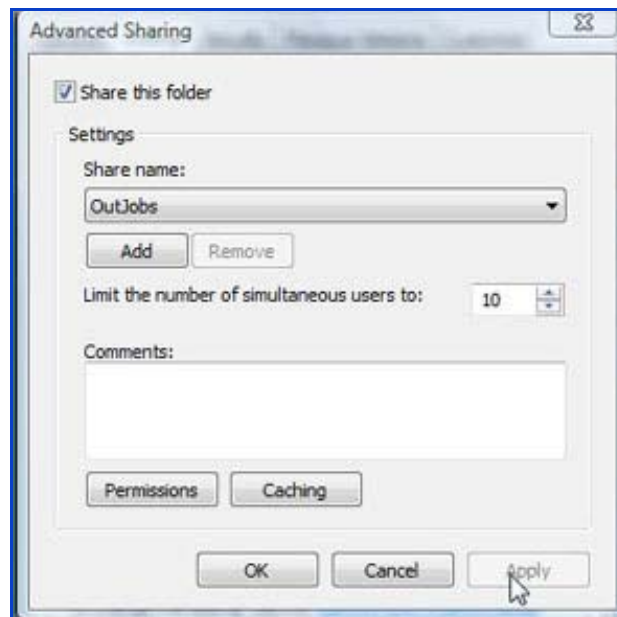 Advanced Sharing
Share this folder
Settings
Share name:
OutJobs
Add Remove
Limit the number of simultaneous users to: 10
Comments:
Permissions Caching
OK Cancel Apply